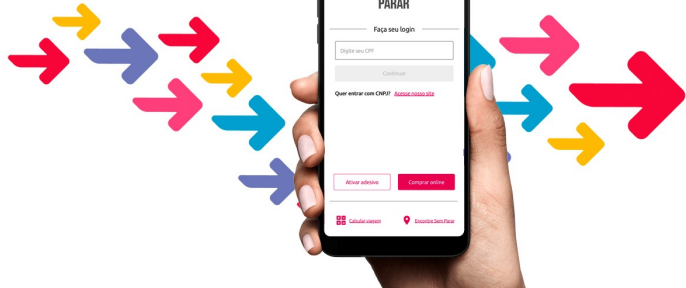 PARAR
Faça seu login
Digite seu CPF
Continuar
Quer entrar com CNPJ? Acesse nosso site
Ativar adesivo Comprar online
Calcular viagem Encontre Sem Parar